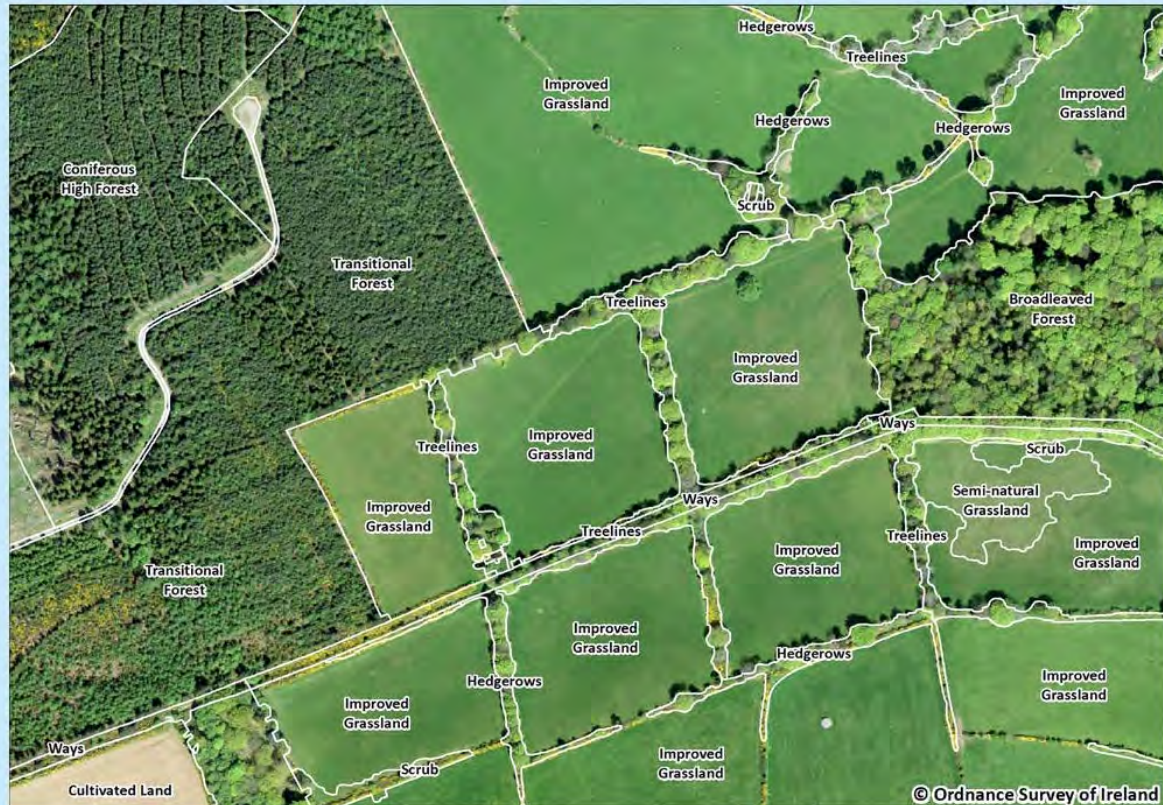 Hedgerows
Treelines
Improved
Grassland
Improved
Grassland
Hedgerows
Hedgerows
Coniferous
High Forest
Scrub
Transitional
Forest
Treelines
Broadleaved
Forest
Improved
Grassland
Ways
Treelines
Improved
Grassland
Scrub
Semi-natural
Grassland
Improved
Grassland
Ways
Treelines
Treelines
Improved
Grassland
Improved
Grassland
Transitional
Forest
Improved
Grassland
Hedgerows
Hedgerows
Improved
Grassland
Improved
Grassland
Ways
Improved
Grassland
Scrub
Cultivated Land
© Ordnance Survey of Ireland